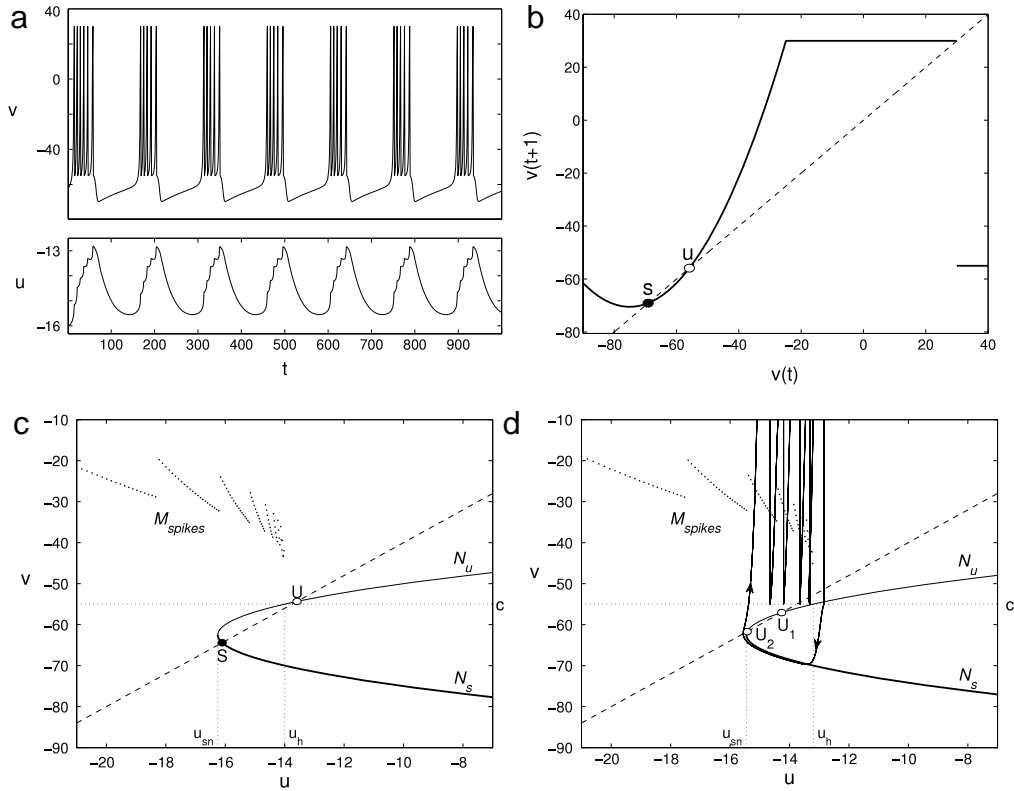 a
40
0
−40
v
−13
−16
u
100 200 300 400 500 600 700 800 900
t
b
40
20
0
−20
−40
−60
−80
v(t+1)
u
s
−80 −60 −40 −20 0 20 40
v(t)
c
−10
−20
−30
−40
−50
−60
−70
−80
−90
v
M_spikes
N_u
U
c
S
N_s
u_sn
u_h
−20 −18 −16 −14 −12 −10 −8
u
d
−10
−20
−30
−40
−50
−60
−70
−80
−90
v
M_spikes
N_u
c
U_1
U_2
N_s
u_sn
u_h
−20 −18 −16 −14 −12 −10 −8
u